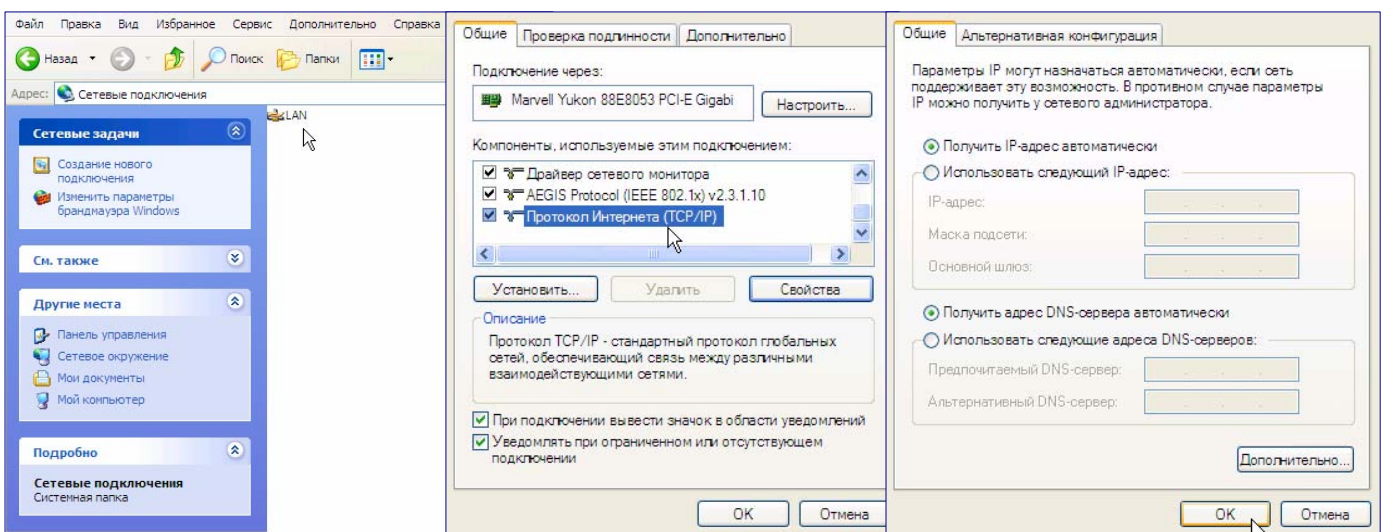 Файл Правка Вид Избранное Сервис Дополнительно Справка
Назад Поиск Папки
Адрес: Сетевые подключения
LAN
Сетевые задачи
Создание нового
подключения
Изменить параметры
брандмауэра Windows
См. также
Другие места
Панель управления
Сетевое окружение
Мои документы
Мой компьютер
Подробно
Сетевые подключения
Системная папка
Общие Проверка подлинности Дополнительно
Подключение через:
Marvell Yukon 88E8053 PCI-E Gigabi Настроить...
Компоненты, используемые этим подключением:
Драйвер сетевого монитора
AEGIS Protocol (IEEE 802.1x) v2.3.1.10
Протокол Интернета (TCP/IP)
Установить... Удалить Свойства
Описание
Протокол TCP/IP - стандартный протокол глобальных
сетей, обеспечивающий связь между различными
взаимодействующими сетями.
При подключении вывести значок в области уведомлений
Уведомлять при ограниченном или отсутствующем
подключении
OK Отмена
Общие Альтернативная конфигурация
Параметры IP могут назначаться автоматически, если сеть
поддерживает эту возможность. В противном случае параметры
IP можно получить у сетевого администратора.
Получить IP-адрес автоматически
Использовать следующий IP-адрес:
IP-адрес:
Маска подсети:
Основной шлюз:
Получить адрес DNS-сервера автоматически
Использовать следующие адреса DNS-серверов:
Предпочитаемый DNS-сервер:
Альтернативный DNS-сервер:
Дополнительно...
OK Отмена